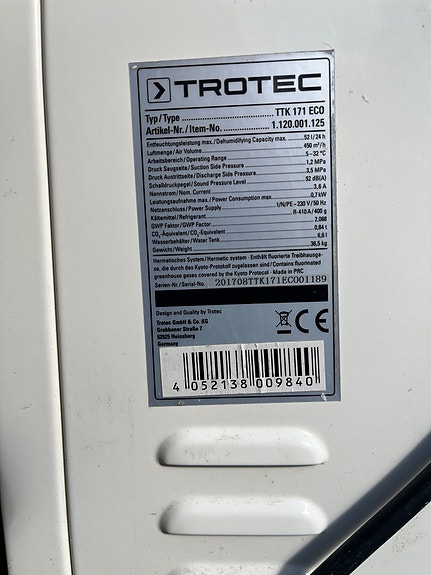 TROTEC
Typ/Type .............................. TTK 171 ECO
Artikel-Nr./Item-No. .................. 1.120.001.125
Entfeuchtungsleistung max./Dehumidifying Capacity max. ... 52 l/24 h
Luftmenge/Air Volume ... 450 m³/h
Arbeitsbereich/Operating Range ... 5–32°C
Druck Saugseite/Suction Side Pressure ... 1,2 MPa
Druck Austrittseite/Discharge Side Pressure ... 3,5 MPa
Schalldruckpegel/Sound Pressure Level ... 52 dB(A)
Nennstrom/Nom. Current ... 3,6 A
Leistungsaufnahme max./Power Consumption max. ... 0,7 kW
Netzanschluss/Power Supply ... 1/N/PE~ 230 V/50 Hz
Kältemittel/Refrigerant ... R-410 A/400 g
GWP Faktor/GWP Factor ... 2.088
CO₂-Äquivalent/CO₂-Equivalent ... 0,84 t
Wasserbehälter/Water Tank ... 6,6 l
Gewicht/Weight ... 36,5 kg
Hermetisches System/Hermetic system · Enthält fluorierte Treibhausga-
se, die durch das Kyoto-Protokoll zugelassen sind/Contains fluorinated
greenhouse gases covered by the Kyoto Protocol · Made in PRC
Serien-Nr./Serial-No. 201708TTK171ECO01189
Design and Quality by Trotec
Trotec GmbH & Co. KG
Grebbener Straße 7
52525 Heinsberg
Germany
CE
4 052138 009840